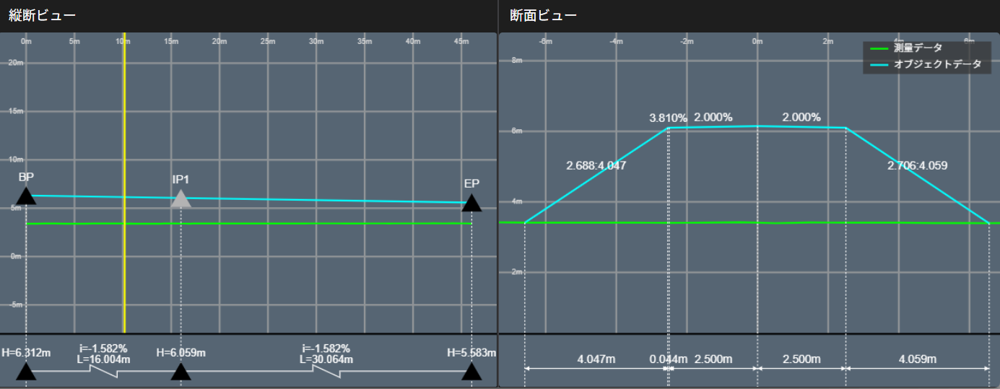 縦断ビュー
0m 5m 10m 15m 20m 25m 30m 35m 40m 45m
20m
15m
10m
5m
0m
-5m
BP
IP1
EP
i=-1.582%
i=-1.582%
H=6.312m
L=16.004m
H=6.059m
L=30.064m
H=5.583m
断面ビュー
-6m -4m -2m 0m 2m 4m 6m
測量データ
オブジェクトデータ
8m
6m
4m
2m
3.810% 2.000% 2.000%
2.688:4.047
2.706:4.059
4.047m 0.044m 2.500m 2.500m 4.059m